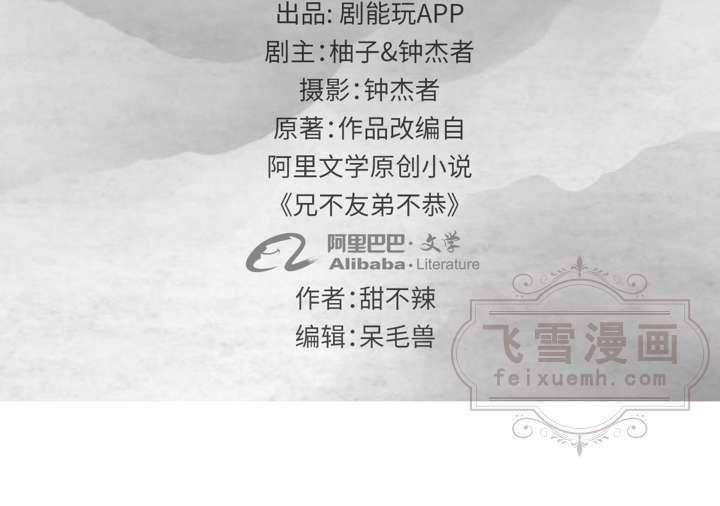 出品: 剧能玩APP
剧主:柚子&钟杰者
摄影:钟杰者
原著:作品改编自
阿里文学原创小说
《兄不友弟不恭》
阿里巴巴·文学
Alibaba·Literature
作者:甜不辣
编辑:呆毛兽
飞雪漫画
feixuemh.com